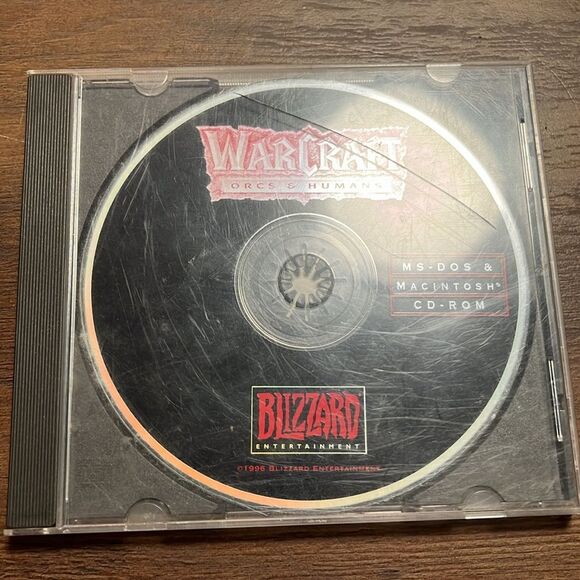 WARCRAFT
ORCS & HUMANS
MS-DOS &
MACINTOSH®
CD-ROM
BLIZZARD
ENTERTAINMENT
©1996 BLIZZARD ENTERTAINMENT